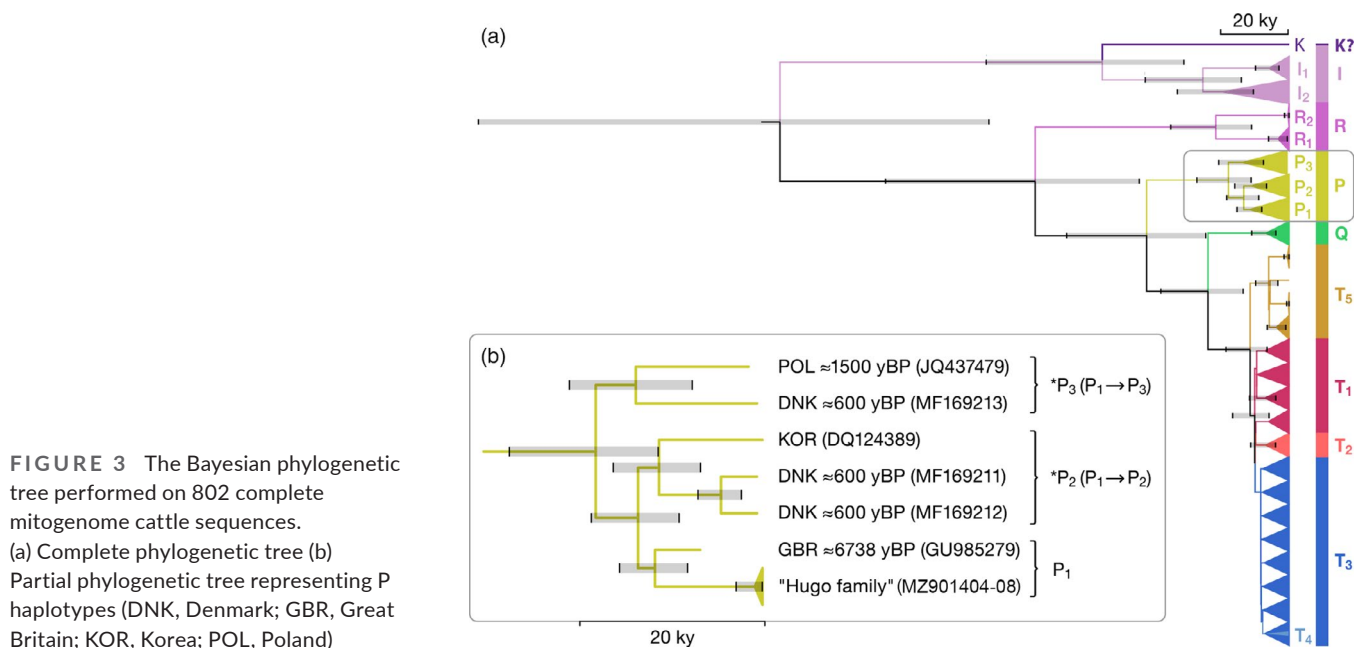 (a)
20 ky
K K?
I₁
I
I₂
R₂
R
R₁
P₃
P₂ P
P₁
Q
T₅
T₁
T₂
T₃
T₄
(b)
POL ≈1500 yBP (JQ437479)
*P₃ (P₁→P₃)
DNK ≈600 yBP (MF169213)
KOR (DQ124389)
DNK ≈600 yBP (MF169211)
*P₂ (P₁→P₂)
DNK ≈600 yBP (MF169212)
GBR ≈6738 yBP (GU985279)
P₁
"Hugo family" (MZ901404-08)
20 ky
FIGURE 3 The Bayesian phylogenetic
tree performed on 802 complete
mitogenome cattle sequences.
(a) Complete phylogenetic tree (b)
Partial phylogenetic tree representing P
haplotypes (DNK, Denmark; GBR, Great
Britain; KOR, Korea; POL, Poland)